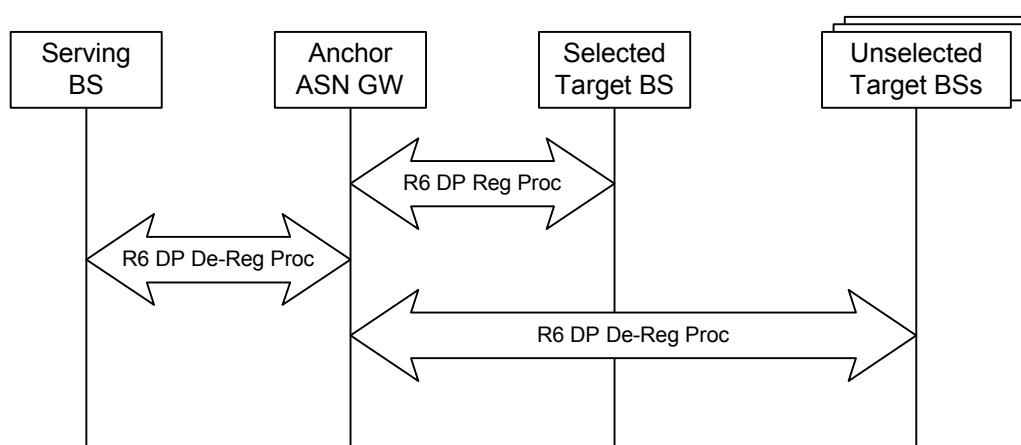 Serving
BS
Anchor
ASN GW
Selected
Target BS
Unselected
Target BSs
R6 DP Reg Proc
R6 DP De-Reg Proc
R6 DP De-Reg Proc